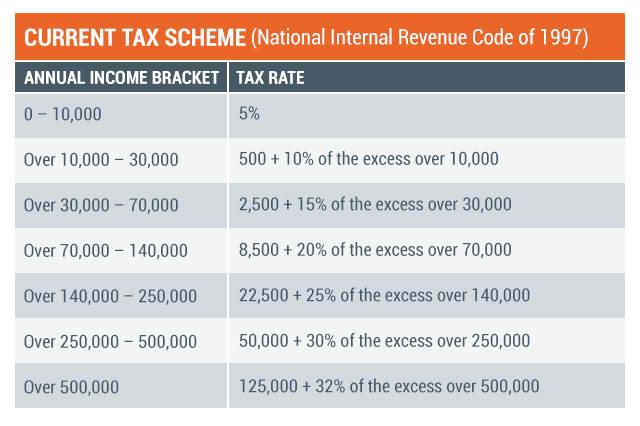 CURRENT TAX SCHEME (National Internal Revenue Code of 1997)
ANNUAL INCOME BRACKET TAX RATE
0 – 10,000 5%
Over 10,000 – 30,000 500 + 10% of the excess over 10,000
Over 30,000 – 70,000 2,500 + 15% of the excess over 30,000
Over 70,000 – 140,000 8,500 + 20% of the excess over 70,000
Over 140,000 – 250,000 22,500 + 25% of the excess over 140,000
Over 250,000 – 500,000 50,000 + 30% of the excess over 250,000
Over 500,000 125,000 + 32% of the excess over 500,000